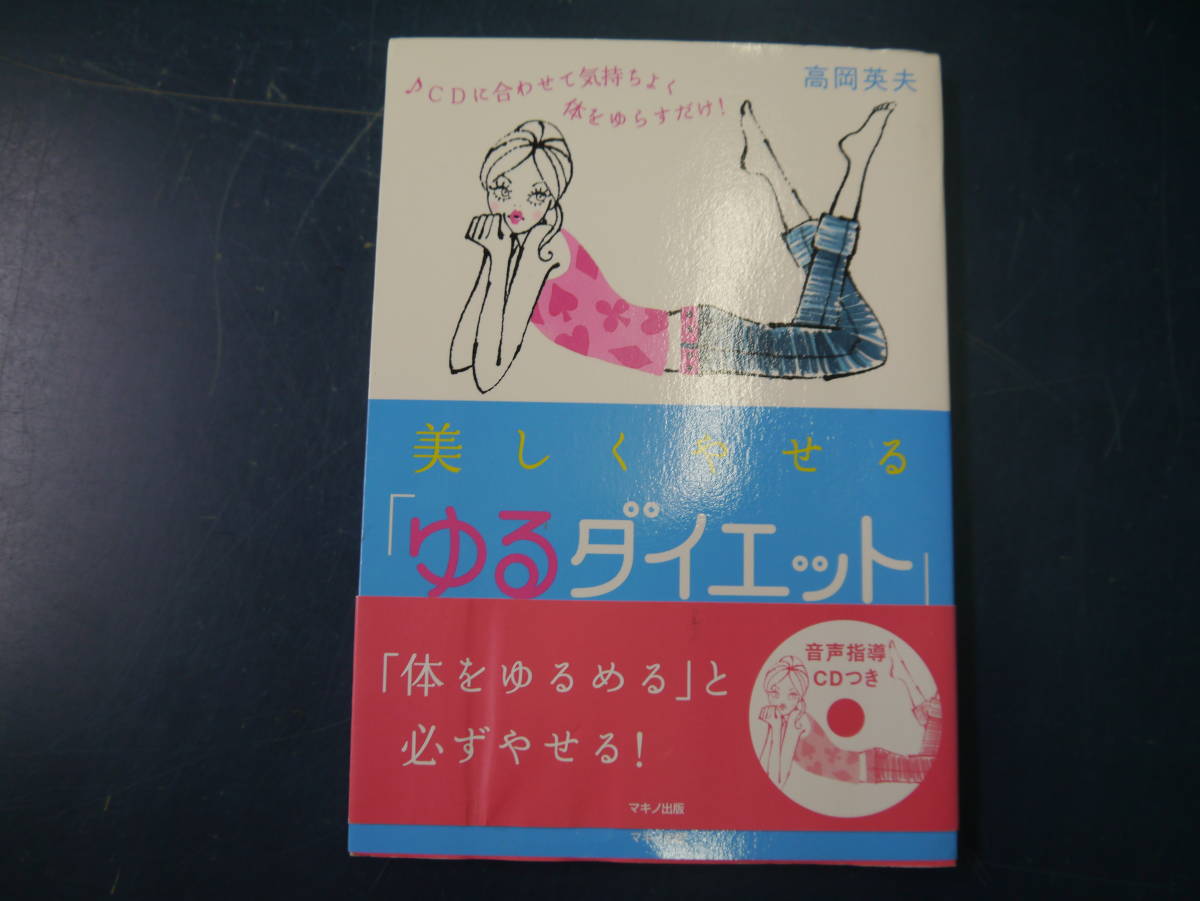 ♪CDに合わせて気持ちよく
体をゆらすだけ!
高岡英夫
美しくやせる
「ゆるダイエット」
「体をゆるめる」と
必ずやせる!
音声指導
CDつき
マキノ出版
マキ